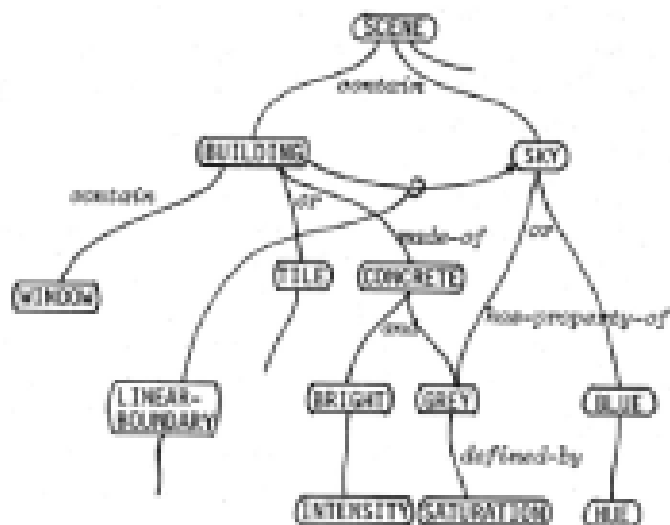 SCENE
contain
BUILDING
SKY
contain
or
or
made-of
WINDOW
TILE
CONCRETE
and
has-property-of
LINEAR-
BOUNDARY
BRIGHT
GREY
BLUE
defined-by
INTENSITY
SATURATION
HUE